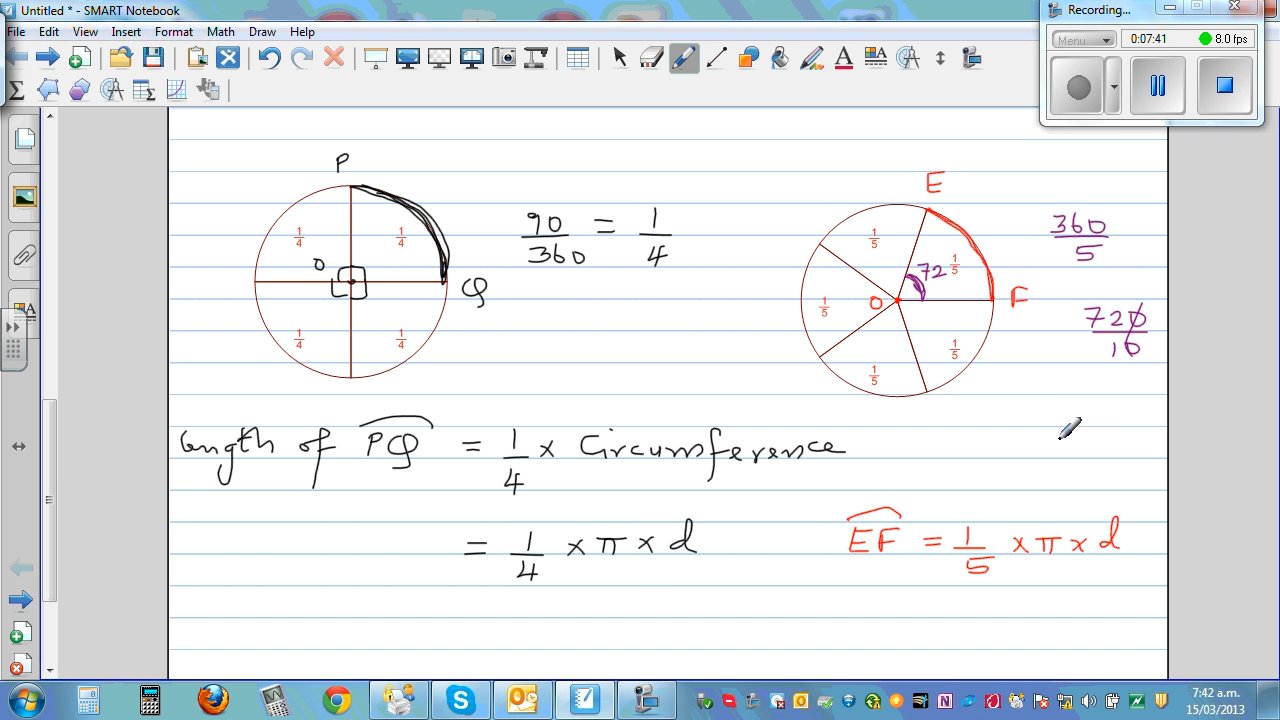 Untitled * - SMART Notebook
File Edit View Insert Format Math Draw Help
Recording...
Menu 0:07:41 8.0 fps
P
E
1/4 1/4
90/360 = 1/4
1/5
360/5
O
72
1/5
Q
1/5
O
F
720/10
1/4 1/4
1/5
1/5
length of PQ = 1/4 × Circumference
= 1/4 × π × d
EF = 1/5 × π × d
7:42 a.m.
15/03/2013